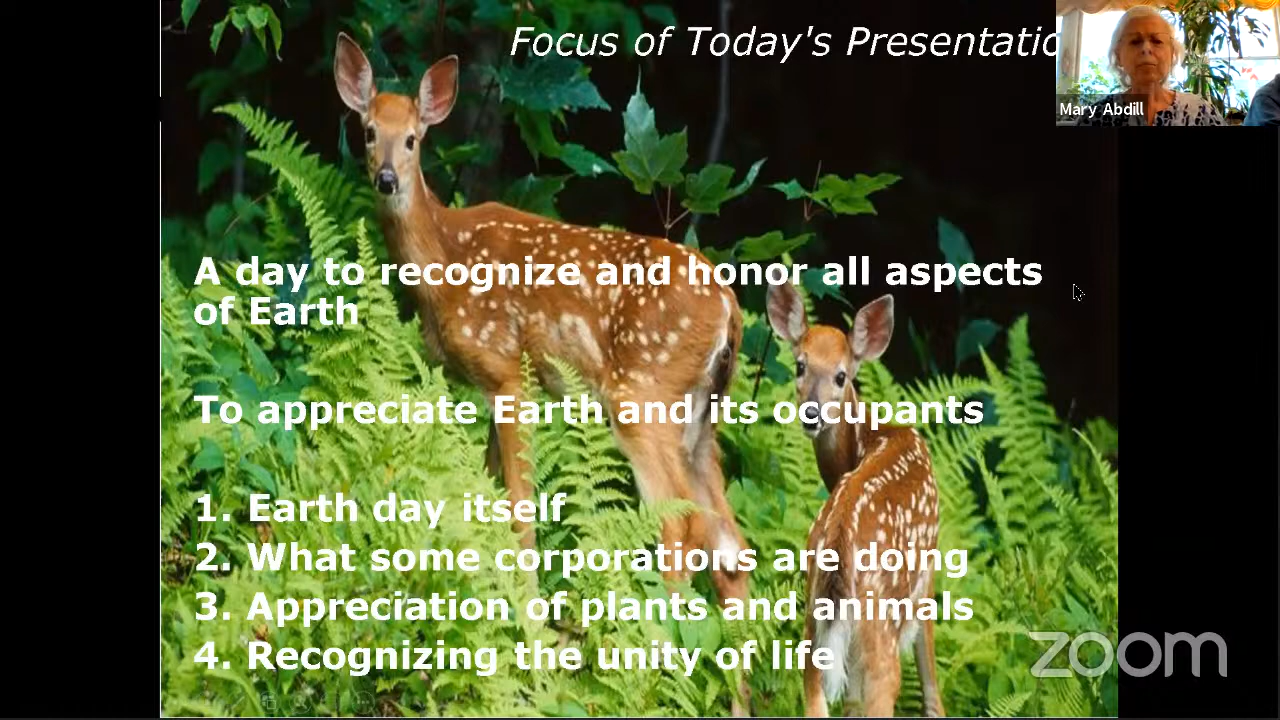 Focus of Today's Presentatio
Mary Abdill
A day to recognize and honor all aspects
of Earth
To appreciate Earth and its occupants
1. Earth day itself
2. What some corporations are doing
3. Appreciation of plants and animals
4. Recognizing the unity of life
zoom